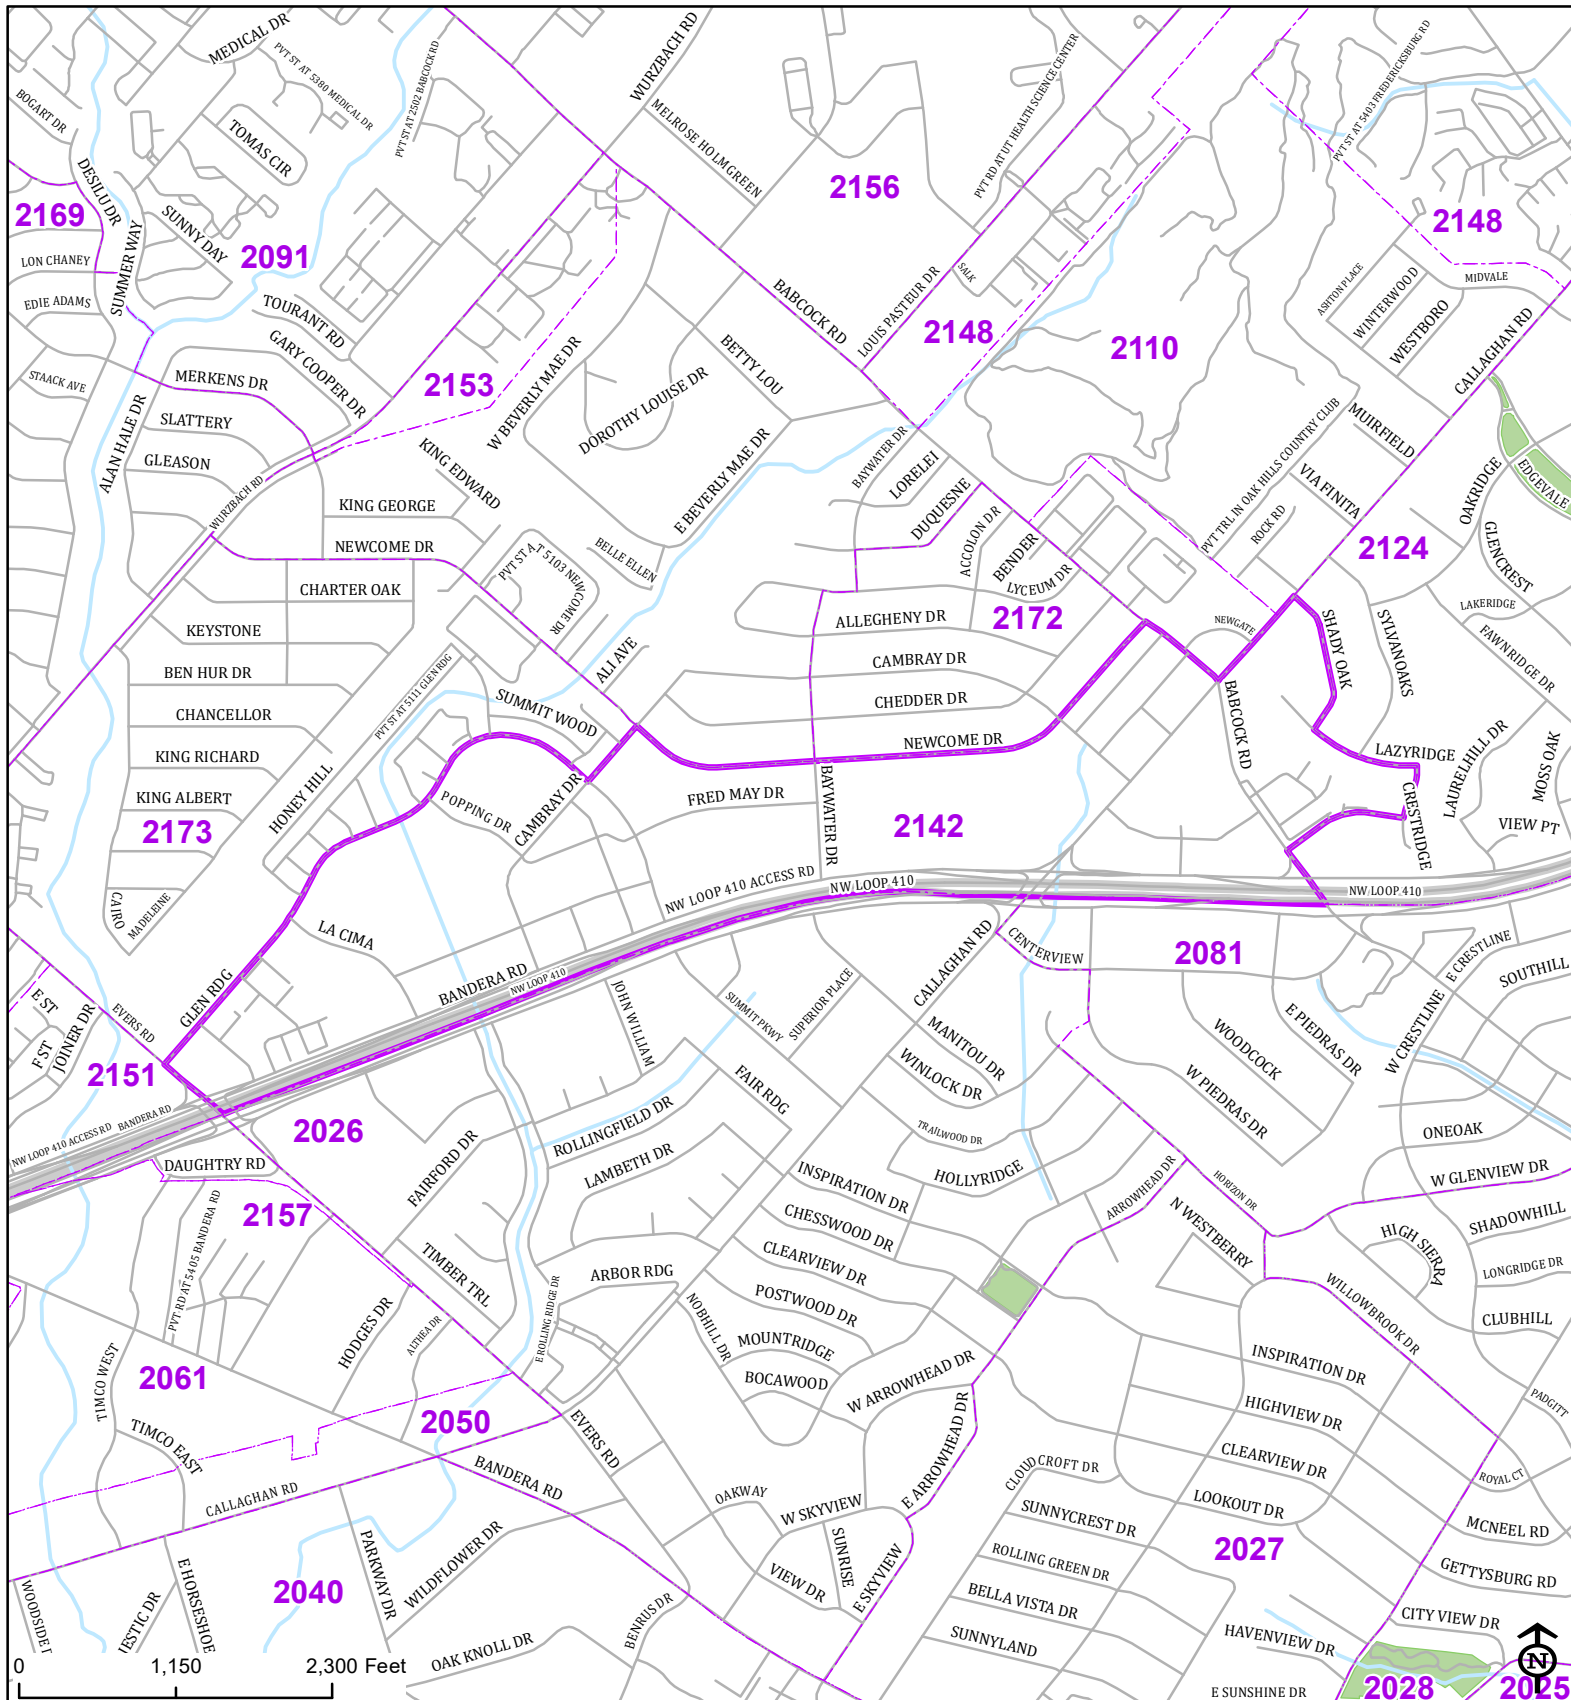 MEDICAL DR
PVT ST AT 5380 MEDICAL DR
PVT ST AT 2502 BABCOCK RD
WURZBACH RD
MELROSE HOLMGREEN
PVT RD AT UT HEALTH SCIENCE CENTER
PVT ST AT 5403 FREDERICKSBURG RD
BOGART DR
TOMAS CIR
DESILU DR
2169
SUNNY DAY
2091
2156
2148
LON CHANEY
SUMMER WAY
EDIE ADAMS
TOURANT RD
GARY COOPER DR
BABCOCK RD
LOUIS PASTEUR DR
SALK
2148
2110
ASHTON PLACE
WINTERWOOD
WESTBORO
MIDVALE
CALLAGHAN RD
STAACK AVE
MERKENS DR
2153
W BEVERLY MAE DR
BETTY LOU
DOROTHY LOUISE DR
ALAN HALE DR
SLATTERY
GLEASON
WURZBACH RD
KING EDWARD
KING GEORGE
NEWCOME DR
E BEVERLY MAE DR
BAYWATER DR
LORELEI
DUQUESNE
MUIRFIELD
VIA FINITA
PVT TRL IN OAK HILLS COUNTRY CLUB
ROCK RD
OAKRIDGE
EDGEVALE
2124
GLENCREST
PVT ST AT 5103 NEWCOME DR
BELLE ELLEN
ACCOLON DR
BENDER
LYCEUM DR
2172
CHARTER OAK
KEYSTONE
BEN HUR DR
CHANCELLOR
KING RICHARD
KING ALBERT
2173
ALLEGHENY DR
CAMBRAY DR
CHEDDER DR
NEWCOME DR
NEWGATE
SHADY OAK
SYLVANOAKS
LAKERIDGE
FAWNRIDGE DR
ALI AVE
SUMMIT WOOD
PVT ST AT 5111 GLEN RDG
HONEY HILL
POPPING DR
CAMBRAY DR
FRED MAY DR
BAYWATER DR
2142
BABCOCK RD
LAZYRIDGE
CRESTRIDGE
LAURELHILL DR
MOSS OAK
VIEW PT
CAIRO
MADELEINE
NW LOOP 410 ACCESS RD
NW LOOP 410
NW LOOP 410
LA CIMA
GLEN RDG
BANDERA RD
NW LOOP 410
CALLAGHAN RD
CENTERVIEW
2081
E CRESTLINE
SOUTHILL
E ST
F ST
JOINER DR
EVERS RD
2151
JOHN WILLIAM
SUMMIT PKWY
SUPERIOR PLACE
MANITOU DR
WINLOCK DR
WOODCOCK
E PIEDRAS DR
W PIEDRAS DR
W CRESTLINE
NW LOOP 410 ACCESS RD
BANDERA RD
2026
FAIR RDG
ROLLINGFIELD DR
LAMBETH DR
TRAILWOOD DR
HOLLYRIDGE
ONEOAK
W GLENVIEW DR
DAUGHTRY RD
FAIRFORD DR
2157
PVT RD AT 5405 BANDERA RD
INSPIRATION DR
CHESSWOOD DR
CLEARVIEW DR
POSTWOOD DR
MOUNTRIDGE
BOCAWOOD
ARROWHEAD DR
HORIZON DR
N WESTBERRY
HIGH SIERRA
SHADOWHILL
LONGRIDGE DR
CLUBHILL
TIMBER TRL
ARBOR RDG
NOBHILL DR
E ROLLING RIDGE DR
HODGES DR
ALTHEA DR
WILLOWBROOK DR
TIMCO WEST
2061
TIMCO EAST
2050
W ARROWHEAD DR
E ARROWHEAD DR
INSPIRATION DR
HIGHVIEW DR
CLEARVIEW DR
LOOKOUT DR
PADGITT
ROYAL CT
MCNEEL RD
GETTYSBURG RD
CITY VIEW DR
EVERS RD
BANDERA RD
CALLAGHAN RD
OAKWAY
W SKYVIEW
SUNRISE
VIEW DR
E SKYVIEW
CLOUD CROFT DR
SUNNYCREST DR
ROLLING GREEN DR
BELLA VISTA DR
SUNNYLAND
2027
PARKWAY DR
WILDFLOWER DR
2040
E HORSESHOE
JESTIC DR
WOODSIDE
BENRUS DR
OAK KNOLL DR
HAVENVIEW DR
E SUNSHINE DR
2028
2025
N
0
1,150
2,300 Feet